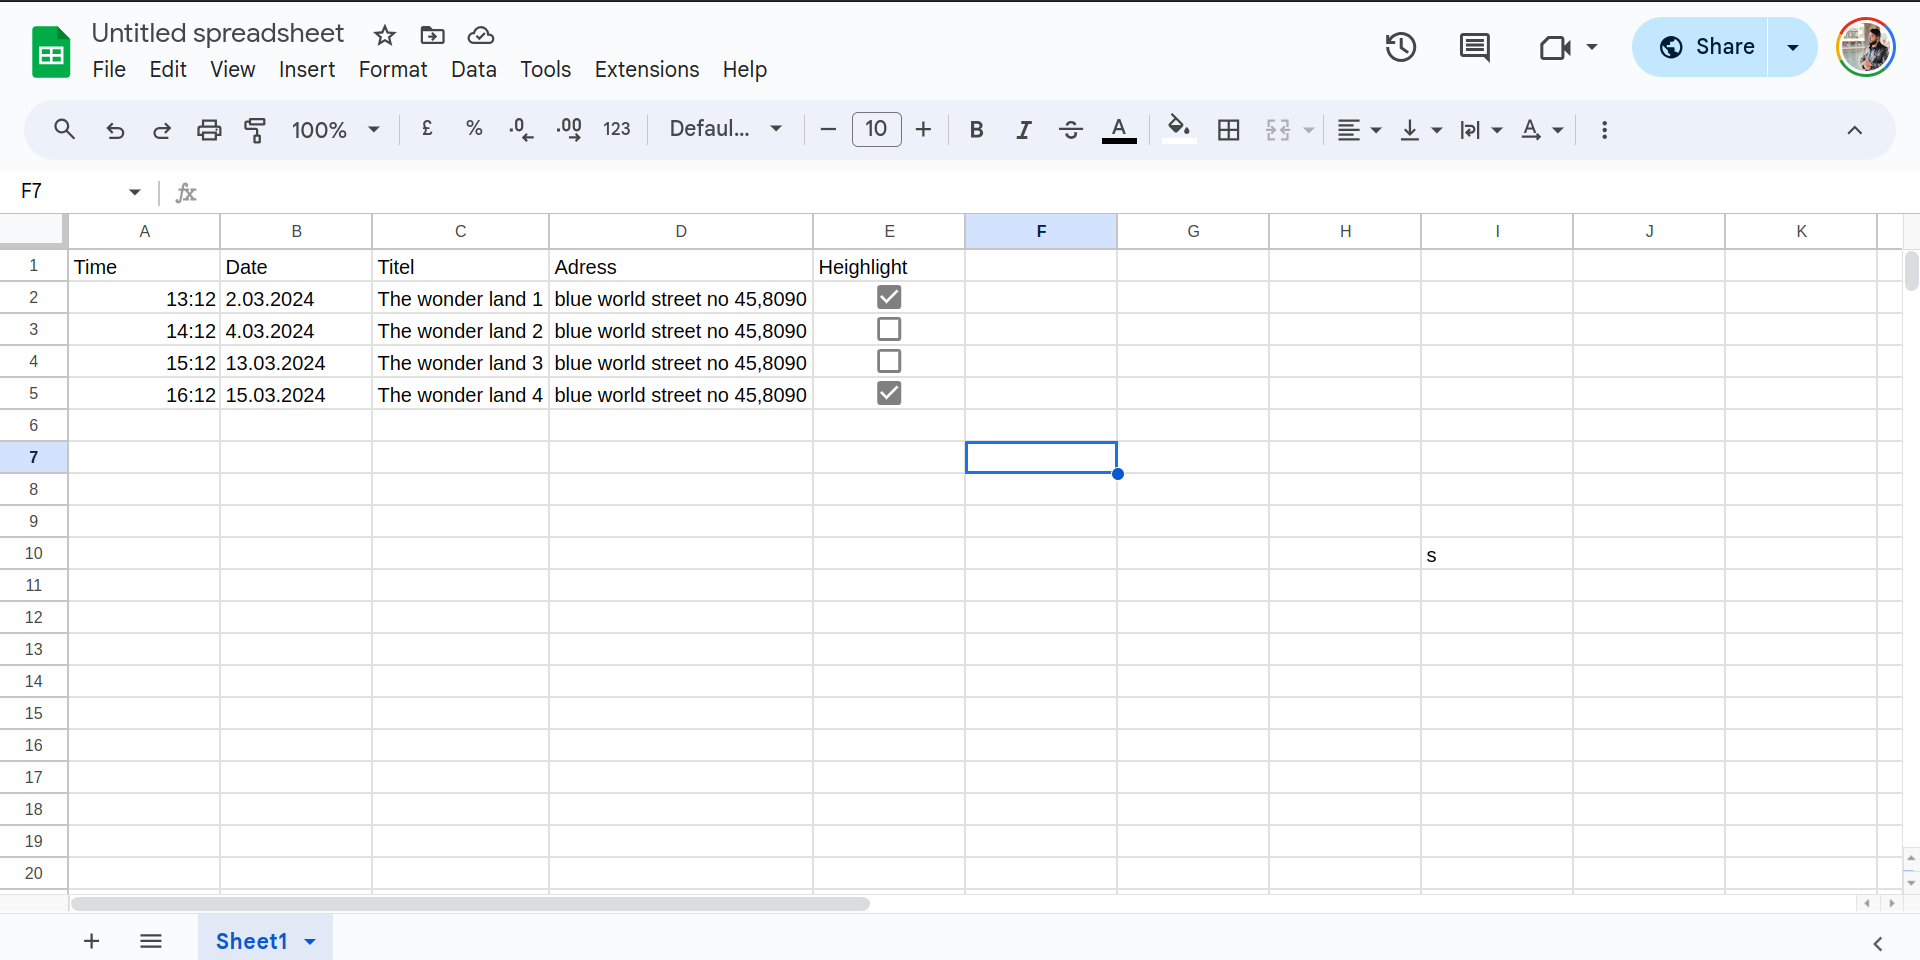 Untitled spreadsheet
File Edit View Insert Format Data Tools Extensions Help
Share
100% £ % .0 .00 123 Defaul... 10 B I S A A
F7 fx
A B C D E F G H I J K
1 Time Date Titel Adress Heighlight
2 13:12 2.03.2024 The wonder land 1 blue world street no 45,8090
3 14:12 4.03.2024 The wonder land 2 blue world street no 45,8090
4 15:12 13.03.2024 The wonder land 3 blue world street no 45,8090
5 16:12 15.03.2024 The wonder land 4 blue world street no 45,8090
6
7
8
9
10 s
11
12
13
14
15
16
17
18
19
20
Sheet1